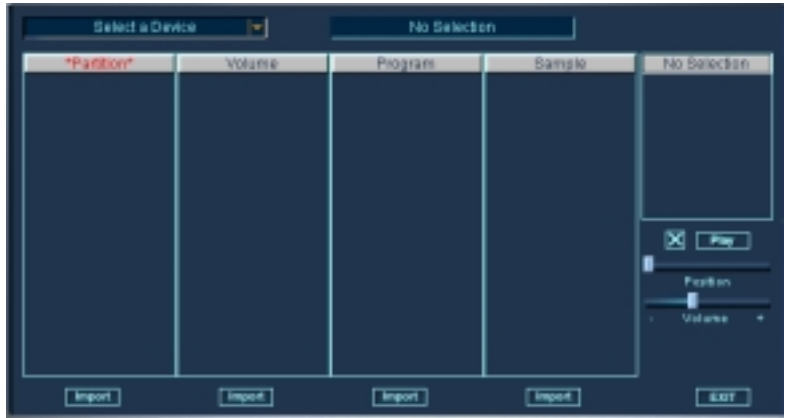 Select a Device
No Selection
*Partition*
Volume
Program
Sample
No Selection
Play
Position
- Volume +
Import
Import
Import
Import
EXIT